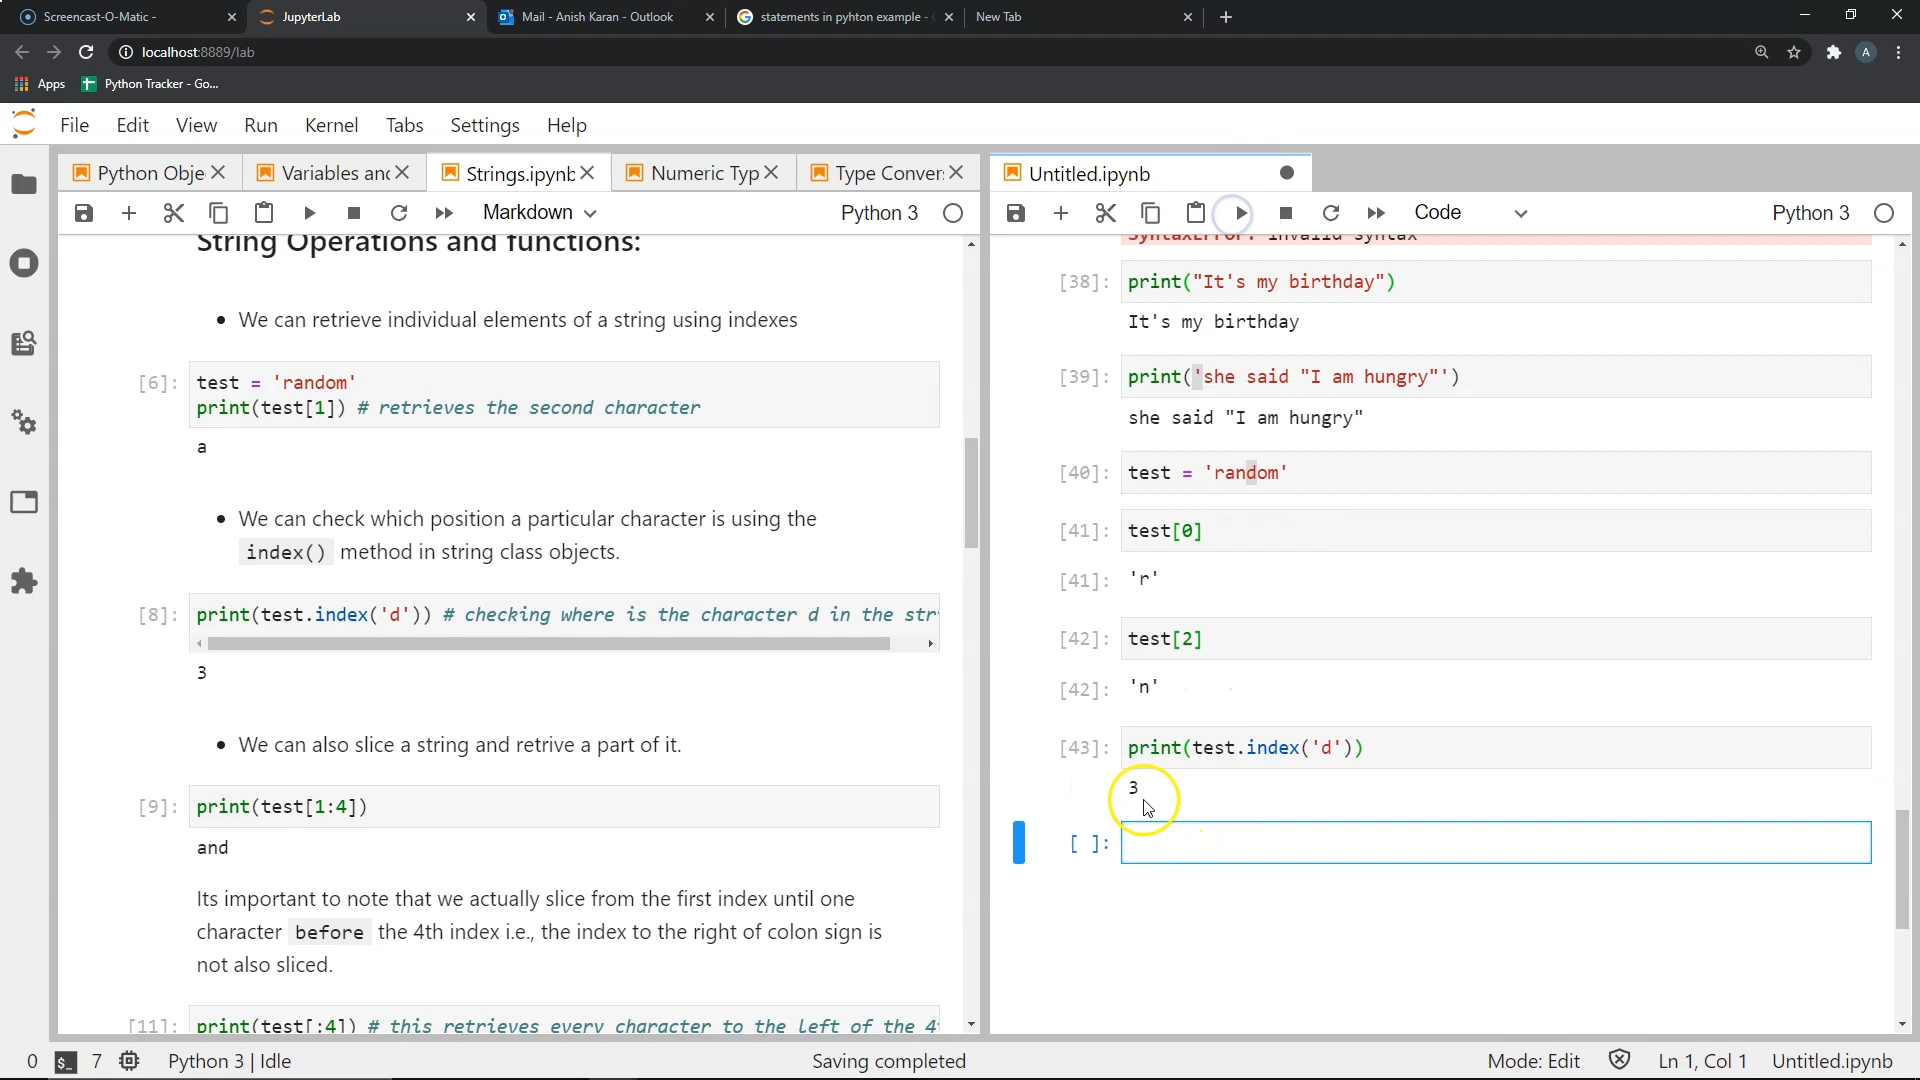 Screencast-O-Matic -
JupyterLab
Mail - Anish Karan - Outlook
statements in pyhton example -
New Tab
localhost:8889/lab
A
Apps
Python Tracker - Go...
File Edit View Run Kernel Tabs Settings Help
Python Obje
Variables and
Strings.ipynb
Numeric Typ
Type Conver
Untitled.ipynb
Markdown
Python 3
Code
Python 3
String Operations and functions:
We can retrieve individual elements of a string using indexes
[6]:
test = 'random'
print(test[1]) # retrieves the second character
a
We can check which position a particular character is using the
index() method in string class objects.
[8]:
print(test.index('d')) # checking where is the character d in the str
3
We can also slice a string and retrive a part of it.
[9]:
print(test[1:4])
and
Its important to note that we actually slice from the first index until one
character before the 4th index i.e., the index to the right of colon sign is
not also sliced.
[11]:
print(test[:4]) # this retrieves every character to the left of the 4
SyntaxError: invalid syntax
[38]:
print("It's my birthday")
It's my birthday
[39]:
print('she said "I am hungry"')
she said "I am hungry"
[40]:
test = 'random'
[41]:
test[0]
[41]:
'r'
[42]:
test[2]
[42]:
'n'
[43]:
print(test.index('d'))
3
[ ]:
0
$_
7
Python 3 | Idle
Saving completed
Mode: Edit
Ln 1, Col 1
Untitled.ipynb